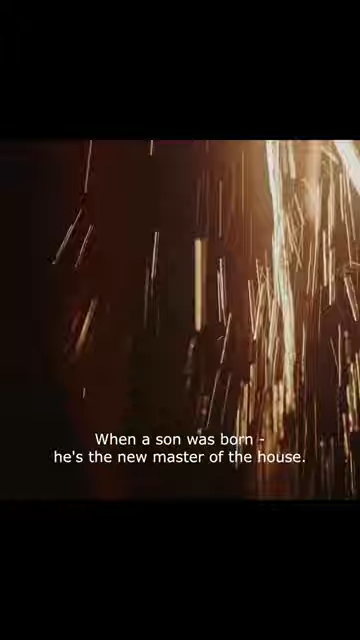 When a son was born -
he's the new master of the house.